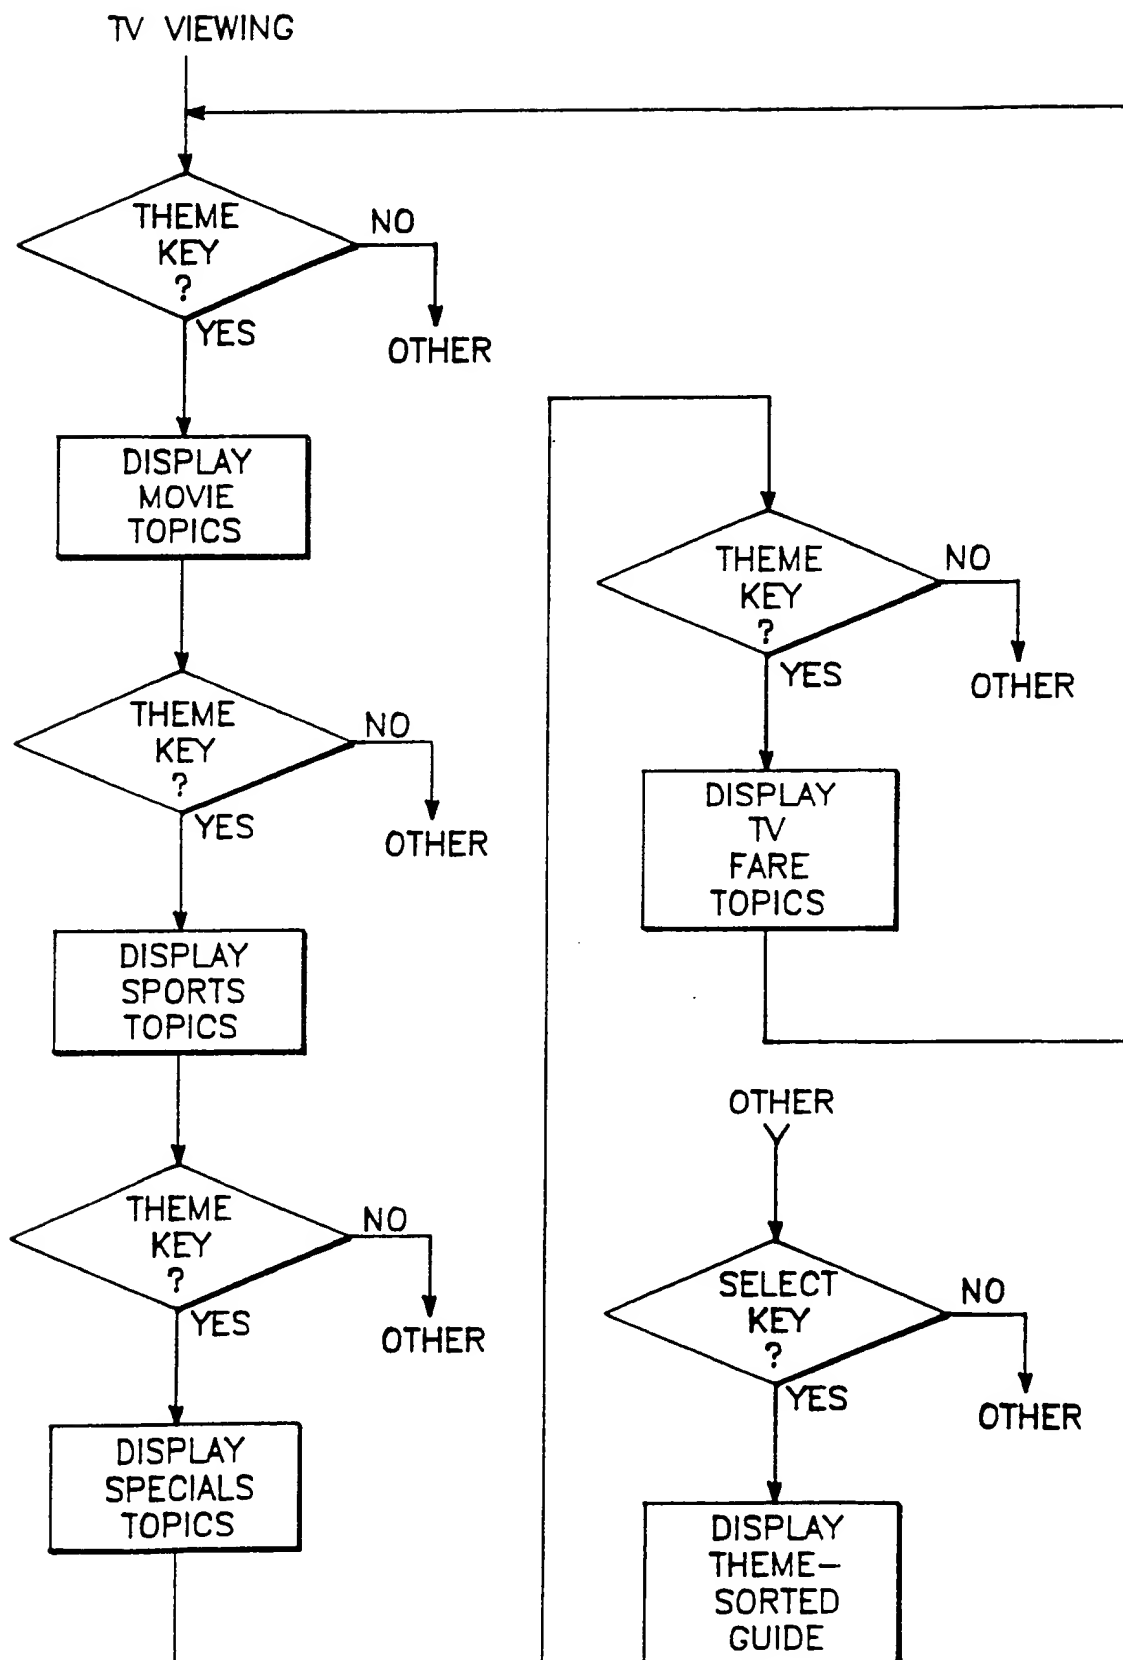 TV VIEWING
THEME
KEY
?
NO
YES
OTHER
DISPLAY
MOVIE
TOPICS
THEME
KEY
?
NO
YES
OTHER
DISPLAY
SPORTS
TOPICS
THEME
KEY
?
NO
YES
OTHER
DISPLAY
SPECIALS
TOPICS
THEME
KEY
?
NO
YES
OTHER
DISPLAY
TV
FARE
TOPICS
OTHER
SELECT
KEY
?
NO
YES
OTHER
DISPLAY
THEME-
SORTED
GUIDE